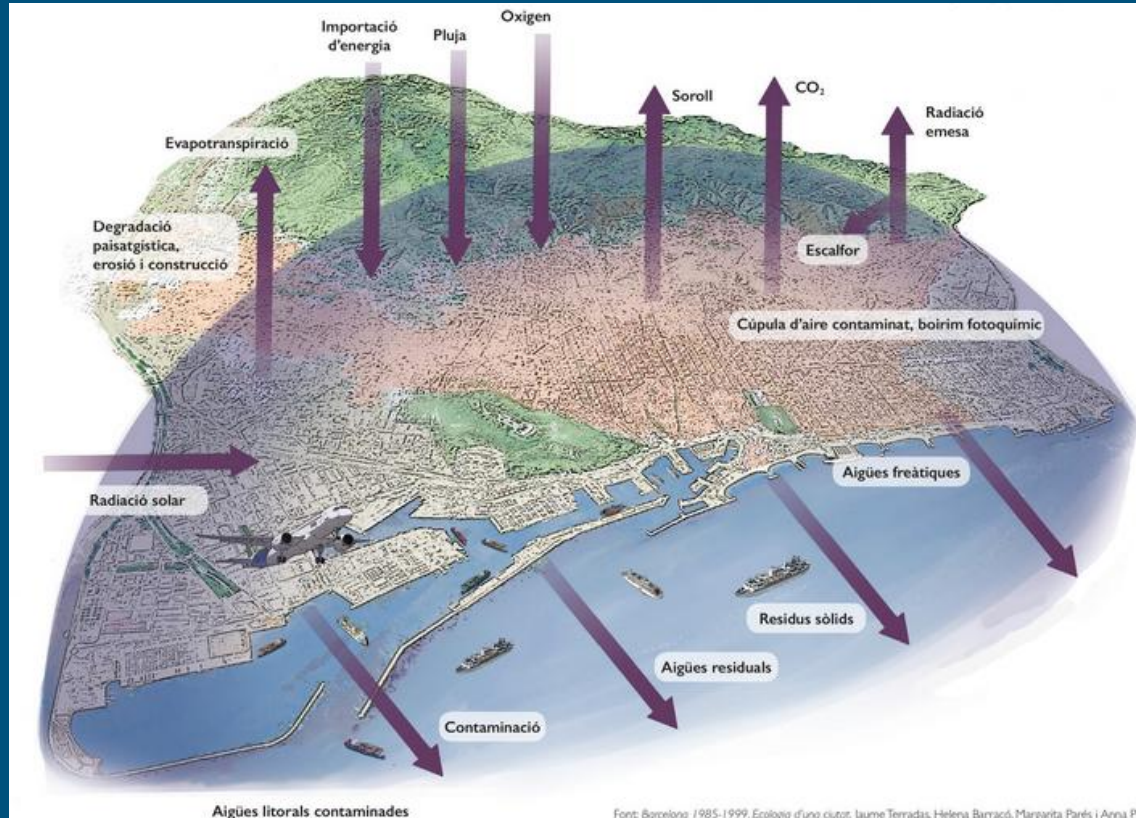 Oxigen
Importació
d'energia
Pluja
Soroll
CO₂
Radiació
emesa
Evapotranspiració
Degradació
paisatgística,
erosió i construcció
Escalfor
Cúpula d'aire contaminat, boirim fotoquímic
Radiació solar
Aigües freàtiques
Residus sòlids
Aigües residuals
Contaminació
Aigües litorals contaminades
Font: Barcelona 1985-1999. Ecologia d'una ciutat. Jaume Terradas, Helena Barracó, Margarita Parés i Anna P